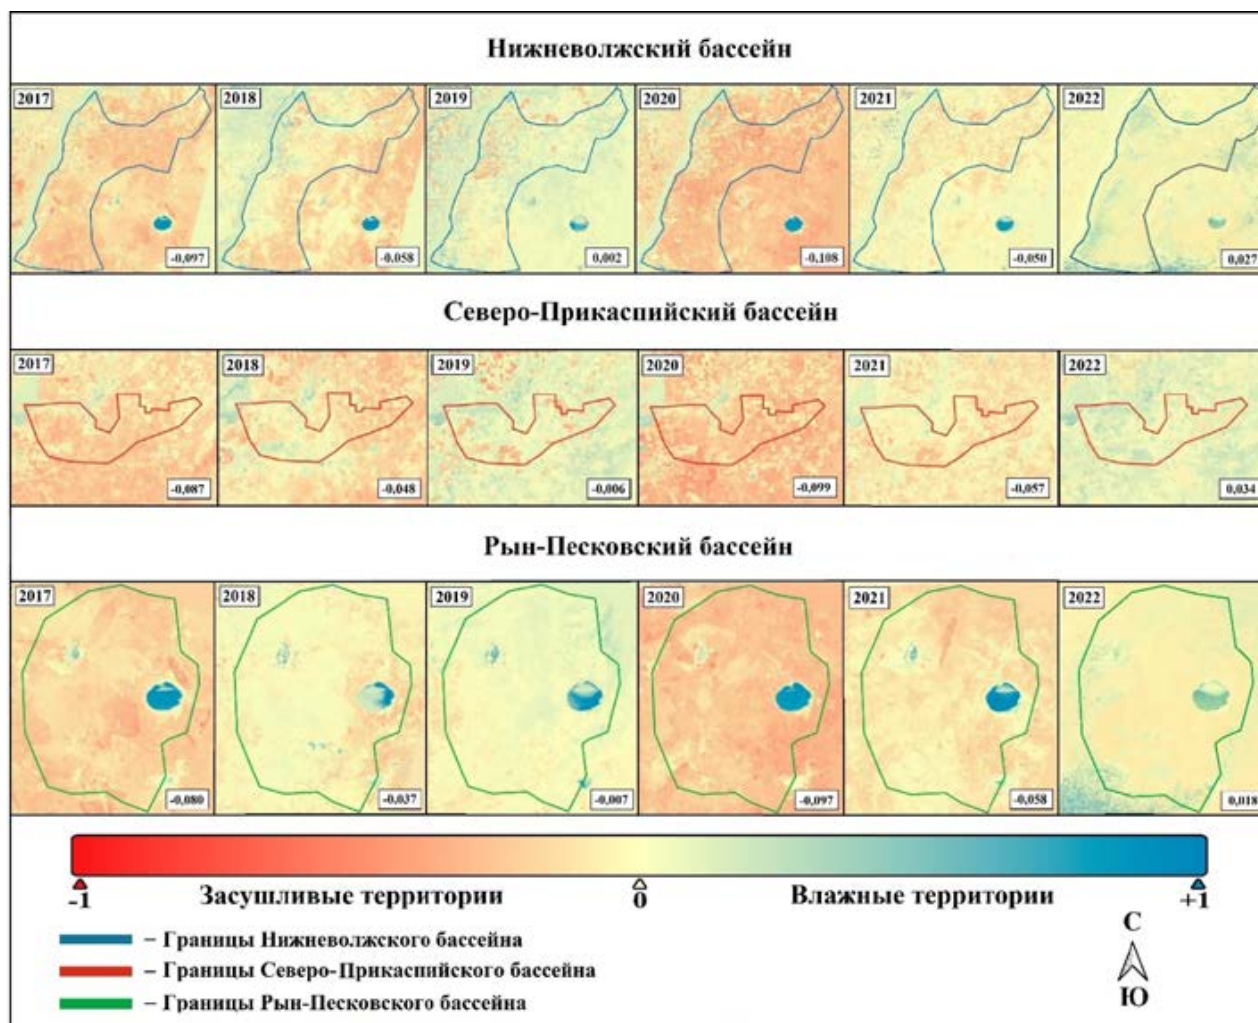 Нижневолжский бассейн
2017 2018 2019 2020 2021 2022
-0,097 -0,058 0,002 -0,108 -0,050 0,027
Северо-Прикаспийский бассейн
2017 2018 2019 2020 2021 2022
-0,087 -0,048 -0,006 -0,099 -0,057 0,034
Рын-Песковский бассейн
2017 2018 2019 2020 2021 2022
-0,080 -0,037 -0,007 -0,097 -0,058 0,018
-1 Засушливые территории 0 Влажные территории +1
– Границы Нижневолжского бассейна
– Границы Северо-Прикаспийского бассейна
– Границы Рын-Песковского бассейна
С
Ю